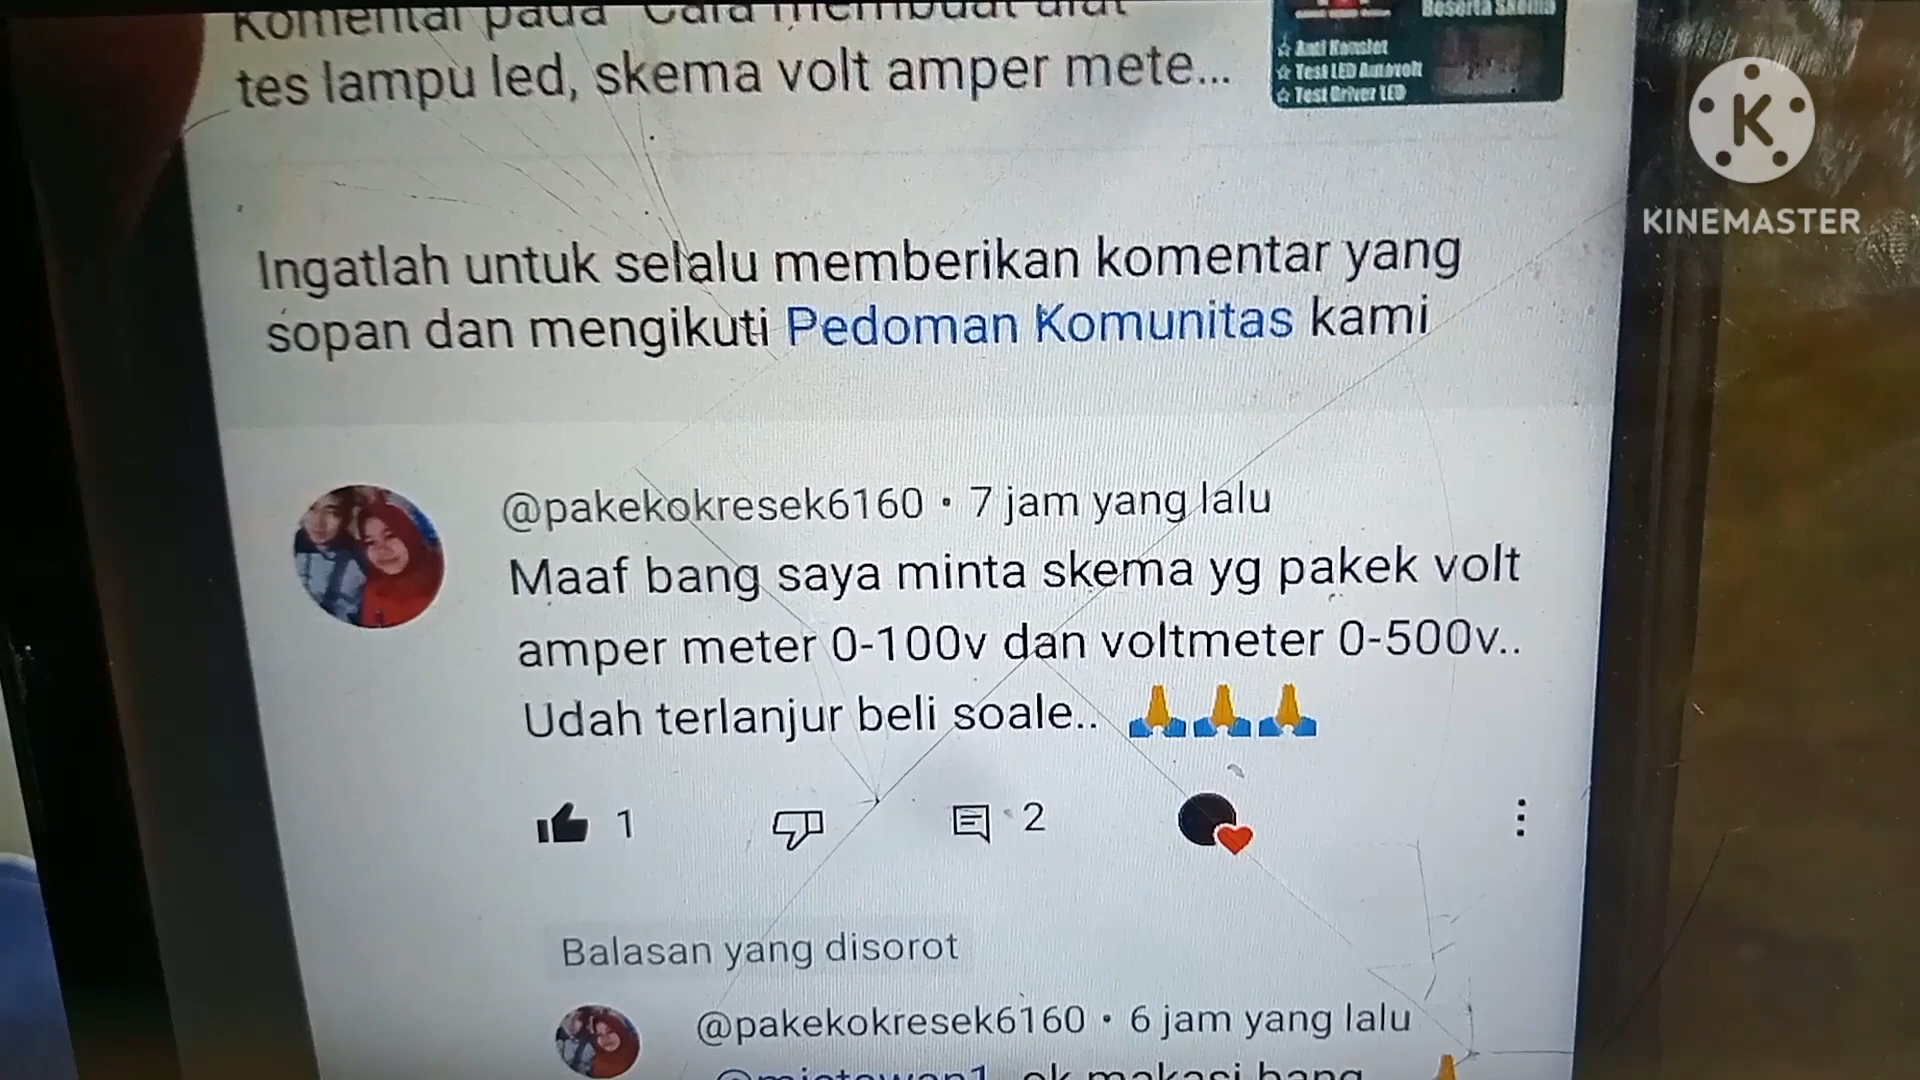 Komentar pada "Cara membuat alat
tes lampu led, skema volt amper mete...
Beserta Skema
☆ Anti Konslet
☆ Test LED Autovolt
☆ Test Driver LED
K
KINEMASTER
Ingatlah untuk selalu memberikan komentar yang
sopan dan mengikuti Pedoman Komunitas kami
@pakekokresek6160 • 7 jam yang lalu
Maaf bang saya minta skema yg pakek volt
amper meter 0-100v dan voltmeter 0-500v..
Udah terlanjur beli soale.. 🙏🙏🙏
1
2
Balasan yang disorot
@pakekokresek6160 • 6 jam yang lalu
ok makasi bang